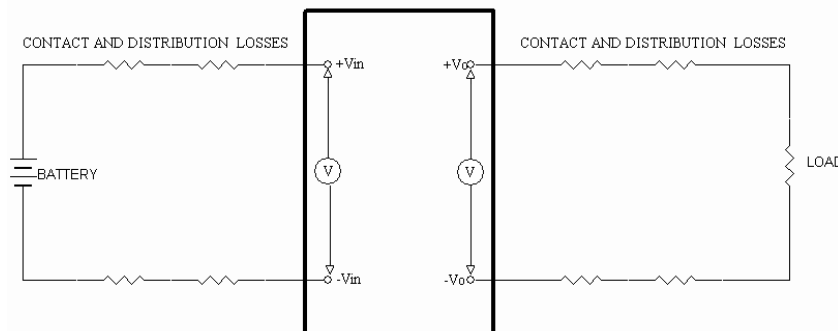 CONTACT AND DISTRIBUTION LOSSES
CONTACT AND DISTRIBUTION LOSSES
+Vin
+Vo
BATTERY
V
V
LOAD
-Vin
-Vo